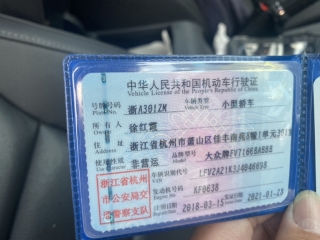 中华人民共和国机动车行驶证
Vehicle License of the People's Republic of China
号牌号码 浙A301ZM 车辆类型 小型轿车
所有人 徐红霞
住址 浙江省杭州市萧山区佳丰南苑
使用性质 非营运 品牌型号 大众牌
浙江省杭州
市公安局交
通警察支队
车辆识别代号
VIN
发动机号码 RF0638
注册日期 2018-03-15 发证日期 2021-01-28